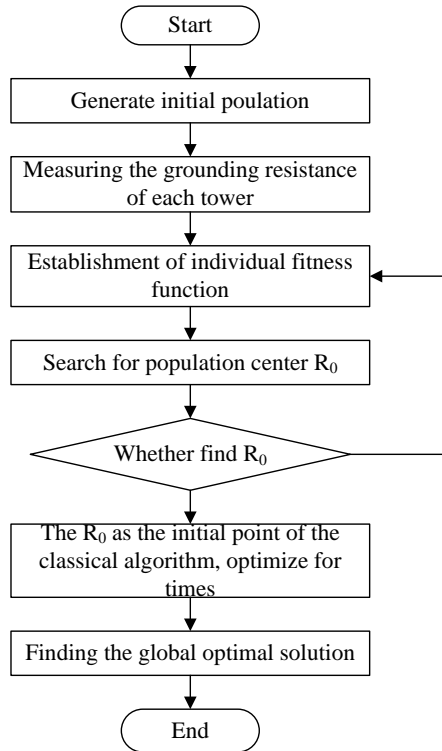 Start
Generate initial poulation
Measuring the grounding resistance
of each tower
Establishment of individual fitness
function
Search for population center R₀
Whether find R₀
The R₀ as the initial point of the
classical algorithm, optimize for
times
Finding the global optimal solution
End